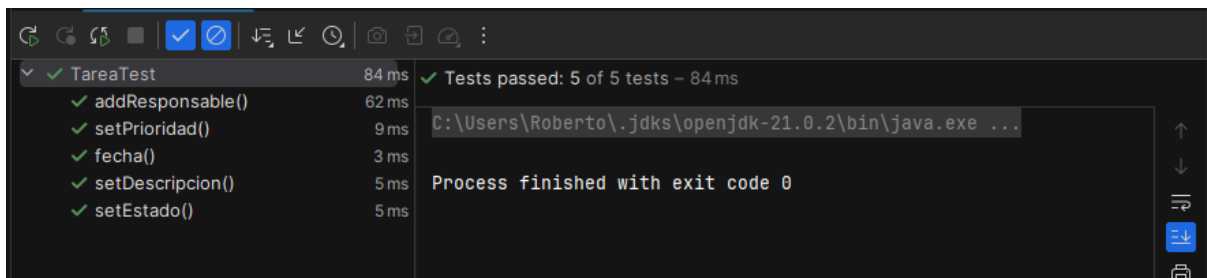 TareaTest 84 ms
addResponsable() 62 ms
setPrioridad() 9 ms
fecha() 3 ms
setDescripcion() 5 ms
setEstado() 5 ms
Tests passed: 5 of 5 tests – 84 ms
C:\Users\Roberto\.jdks\openjdk-21.0.2\bin\java.exe ...
Process finished with exit code 0